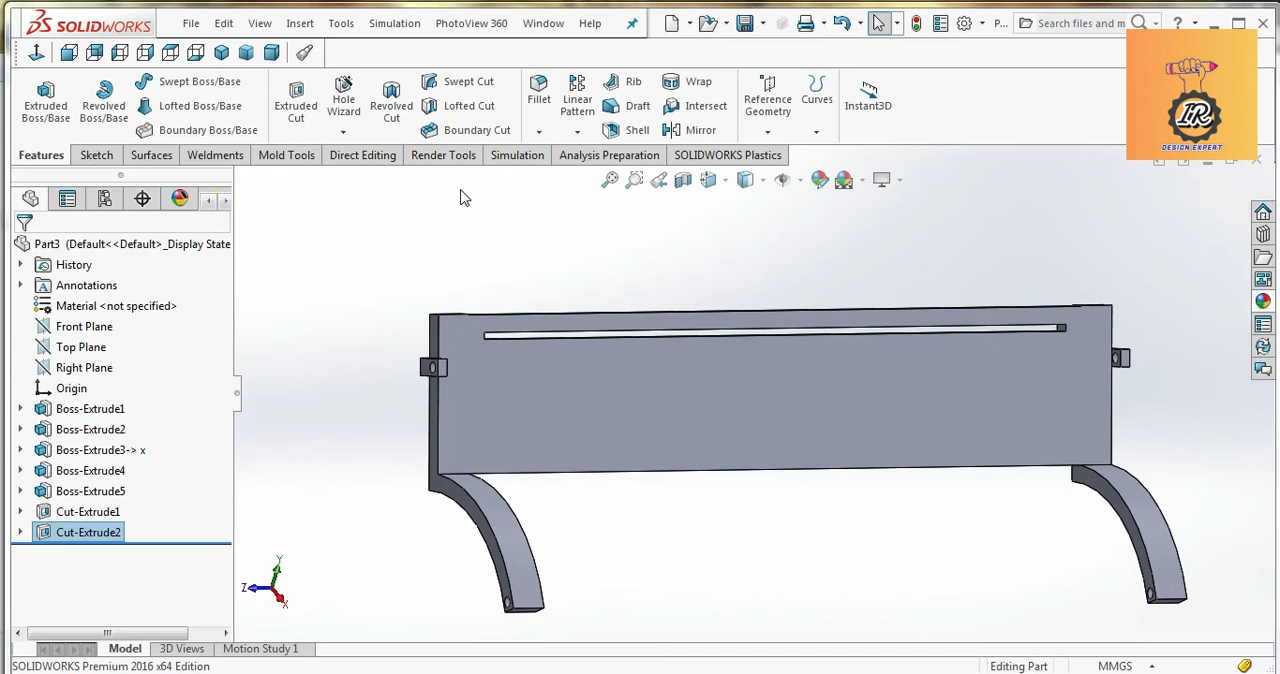 SOLIDWORKS File Edit View Insert Tools Simulation PhotoView 360 Window Help P... Search files and m ?
Extruded Boss/Base
Revolved Boss/Base
Swept Boss/Base
Lofted Boss/Base
Boundary Boss/Base
Extruded Cut
Hole Wizard
Revolved Cut
Swept Cut
Lofted Cut
Boundary Cut
Fillet
Linear Pattern
Rib
Draft
Shell
Wrap
Intersect
Mirror
Reference Geometry
Curves
Instant3D
IR
DESIGN EXPERT
Features Sketch Surfaces Weldments Mold Tools Direct Editing Render Tools Simulation Analysis Preparation SOLIDWORKS Plastics
Part3 (Default<<Default>_Display State
History
Annotations
Material <not specified>
Front Plane
Top Plane
Right Plane
Origin
Boss-Extrude1
Boss-Extrude2
Boss-Extrude3-> x
Boss-Extrude4
Boss-Extrude5
Cut-Extrude1
Cut-Extrude2
Y
Z
X
Model 3D Views Motion Study 1
SOLIDWORKS Premium 2016 x64 Edition Editing Part MMGS